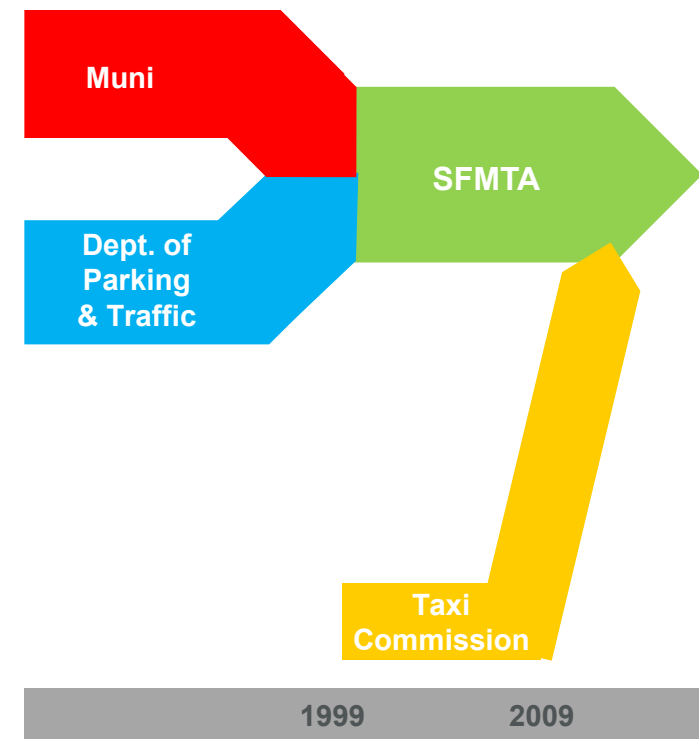 Muni
SFMTA
Dept. of
Parking
& Traffic
Taxi
Commission
1999 2009